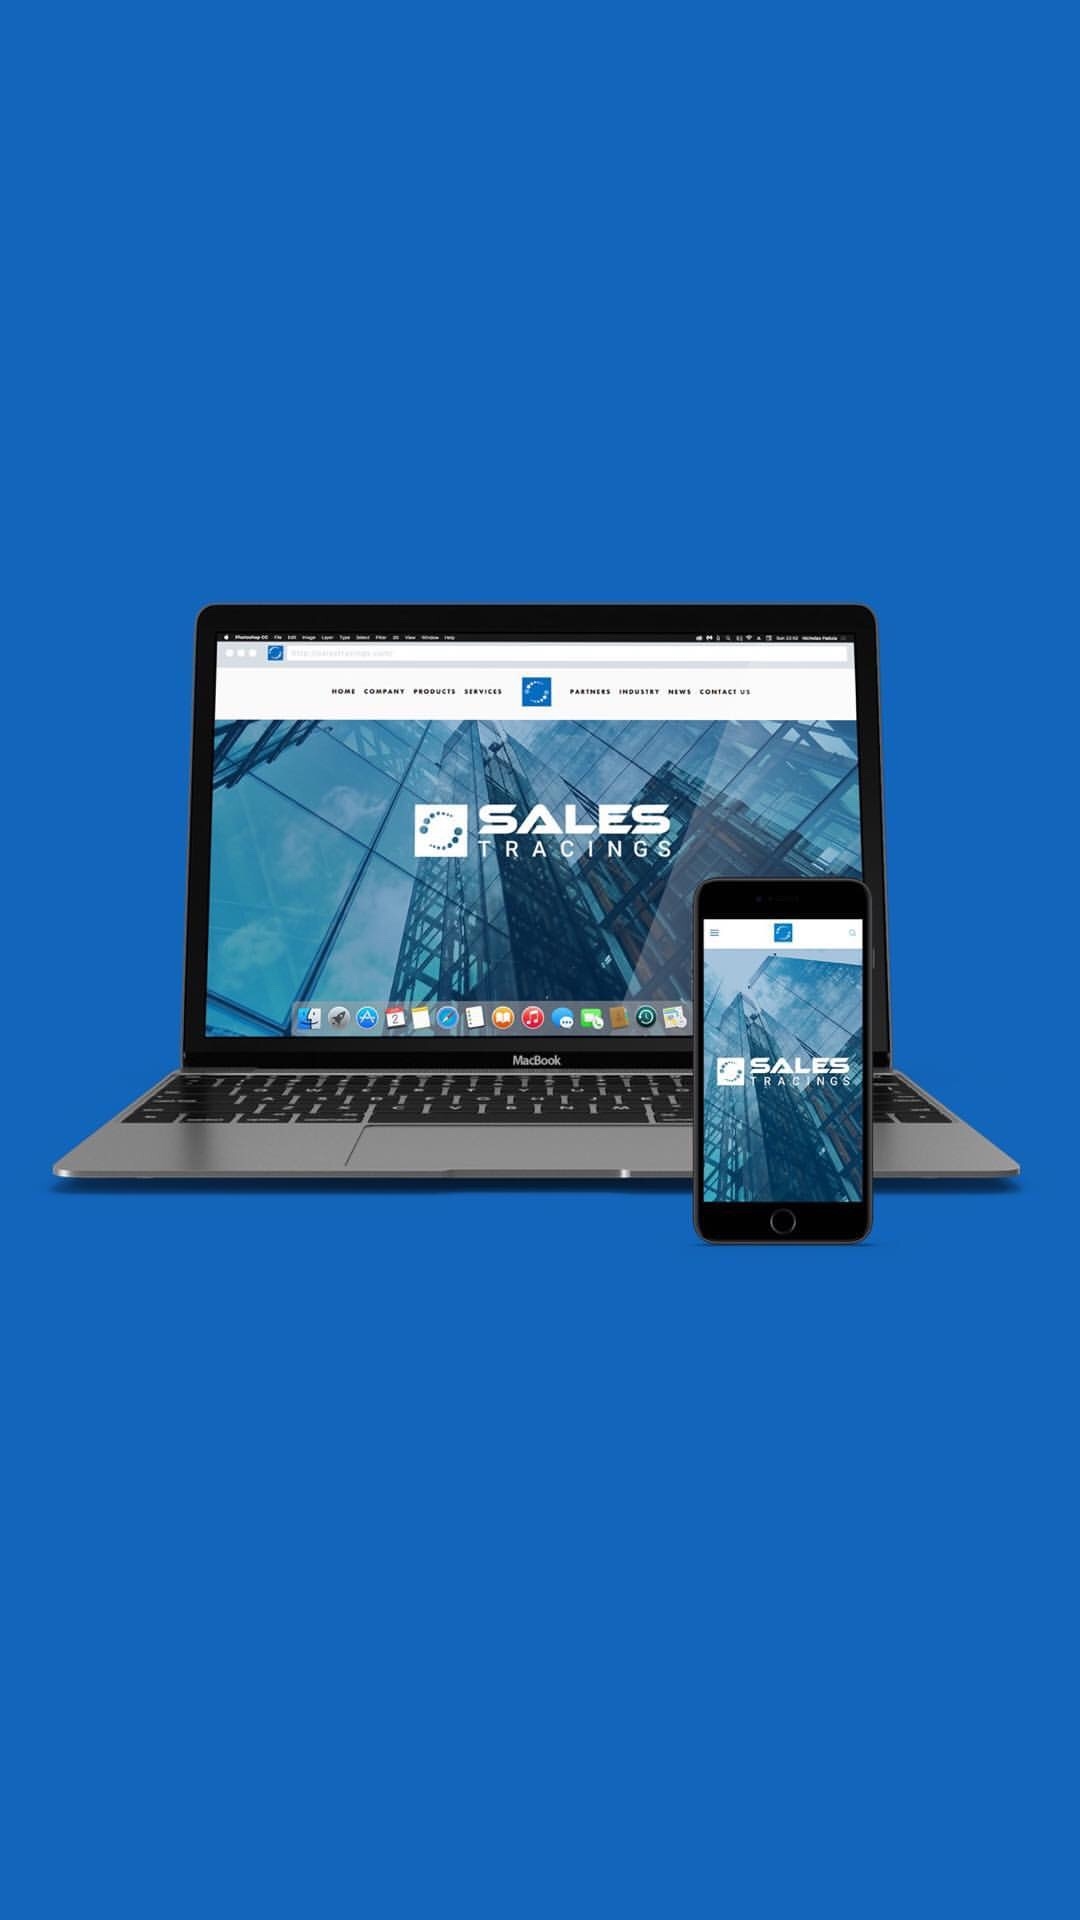 Photoshop CC File Edit Image Layer Type Select Filter 3D View Window Help
http://salestracings.com/
HOME COMPANY PRODUCTS SERVICES PARTNERS INDUSTRY NEWS CONTACT US
SALES
TRACINGS
2
MacBook
SALES
TRACINGS